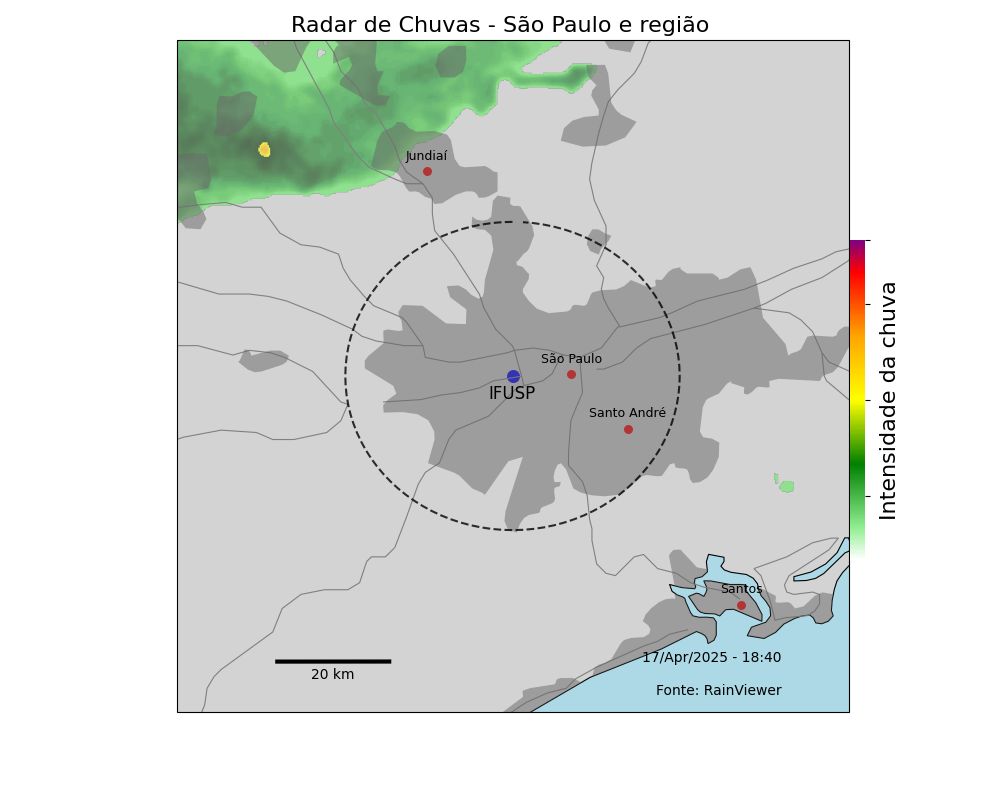 Radar de Chuvas - São Paulo e região
Jundiaí
São Paulo
IFUSP
Santo André
Intensidade da chuva
Santos
17/Apr/2025 - 18:40
20 km
Fonte: RainViewer